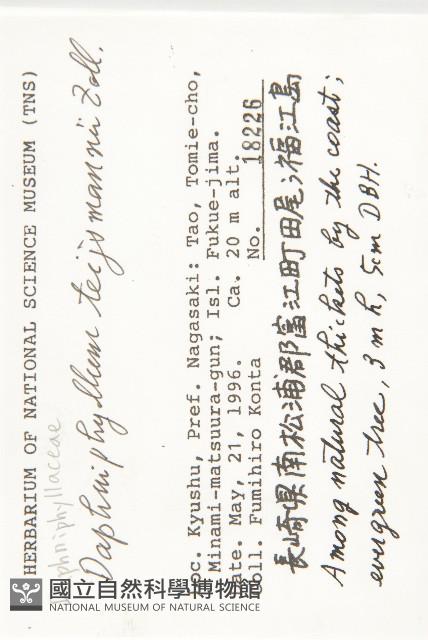 HERBARIUM OF NATIONAL SCIENCE MUSEUM (TNS)
phniphyllaceae
Daphniphyllum teijsmannii Zoll.
oc. Kyushu, Pref. Nagasaki: Tao, Tomie-cho,
Minami-matsuura-gun; Isl. Fukue-jima.
ate. May, 21, 1996. Ca. 20 m alt.
oll. Fumihiro Konta No. 18226
長崎県南松浦郡富江町田尾;福江島
Among natural thickets by the coast;
evergreen tree, 3 m h, 5cm DBH.
國立自然科學博物館
NATIONAL MUSEUM OF NATURAL SCIENCE